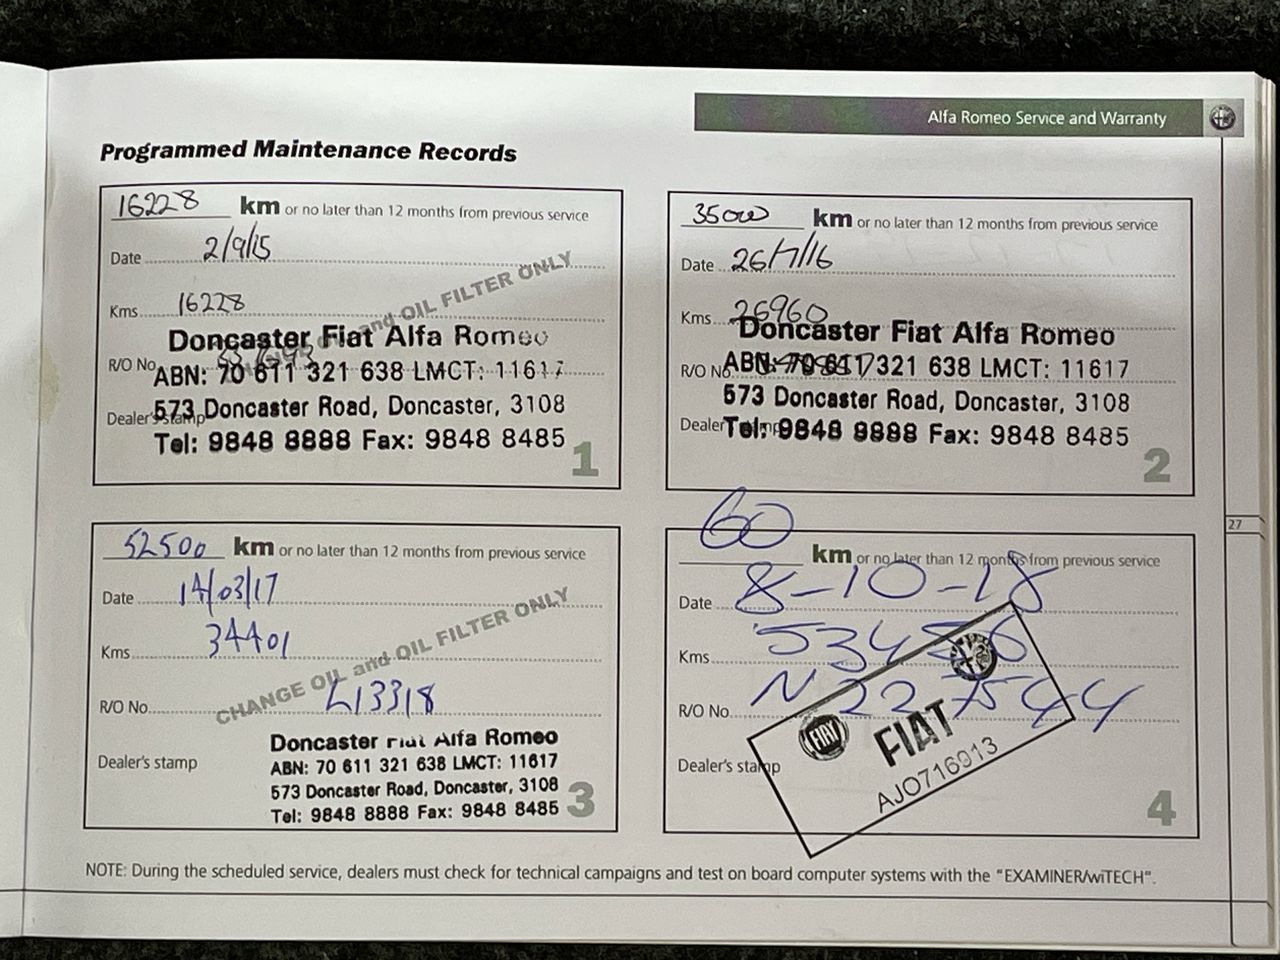 Alfa Romeo Service and Warranty
Programmed Maintenance Records
16228 km or no later than 12 months from previous service
Date 2/9/15
Kms 16228
CHANGE OIL and OIL FILTER ONLY
R/O No.
Dealer's stamp
Doncaster Fiat Alfa Romeo
ABN: 70 611 321 638 LMCT: 11617
573 Doncaster Road, Doncaster, 3108
Tel: 9848 8888 Fax: 9848 8485
1
35000 km or no later than 12 months from previous service
Date 26/7/16
Kms 26960
R/O No.
Dealer's stamp
Doncaster Fiat Alfa Romeo
ABN: 70 611 321 638 LMCT: 11617
573 Doncaster Road, Doncaster, 3108
Tel: 9848 8888 Fax: 9848 8485
2
52500 km or no later than 12 months from previous service
Date 14/03/17
Kms 34401
CHANGE OIL and OIL FILTER ONLY
R/O No. 413318
Dealer's stamp
Doncaster Fiat Alfa Romeo
ABN: 70 611 321 638 LMCT: 11617
573 Doncaster Road, Doncaster, 3108
Tel: 9848 8888 Fax: 9848 8485
3
60 km or no later than 12 months from previous service
Date 8-10-18
Kms 53456
R/O No. N227544
Dealer's stamp
FIAT
FIAT
AJO716913
4
27
NOTE: During the scheduled service, dealers must check for technical campaigns and test on board computer systems with the "EXAMINER/wiTECH".